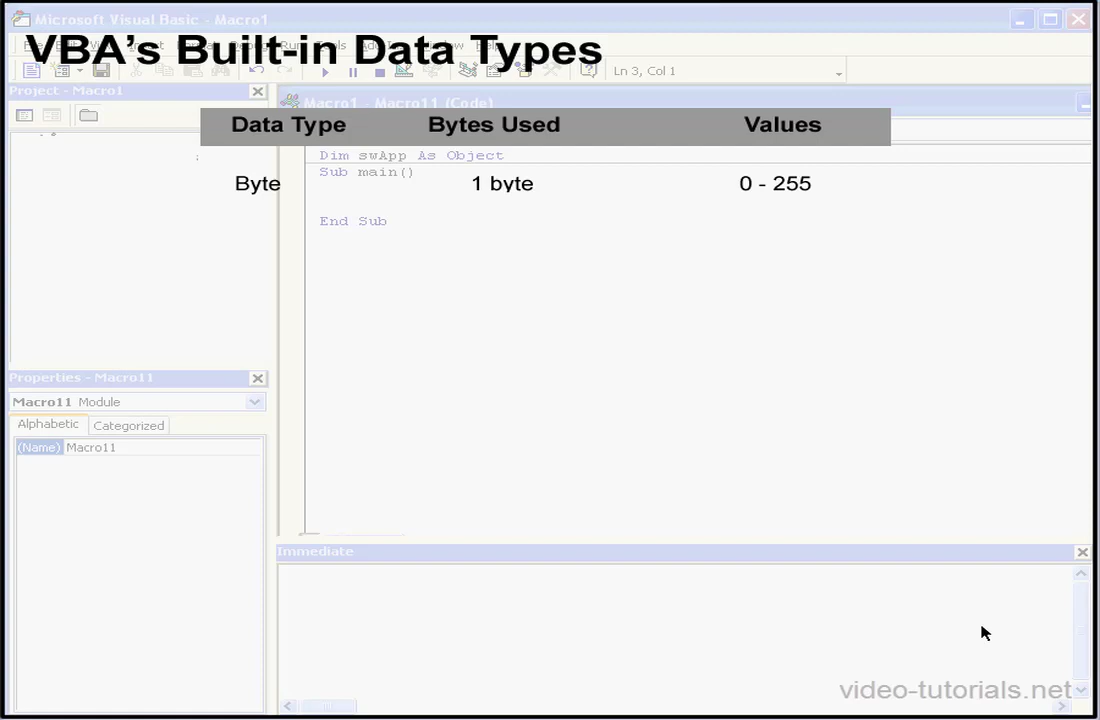 Microsoft Visual Basic - Macro1
VBA's Built-in Data Types
Ln 3, Col 1
Project - Macro1
Macro1 - Macro11 (Code)
Data Type Bytes Used Values
Dim swApp As Object
Sub main()
Byte 1 byte 0 - 255
End Sub
Properties - Macro11
Macro11 Module
Alphabetic Categorized
(Name) Macro11
Immediate
video-tutorials.net